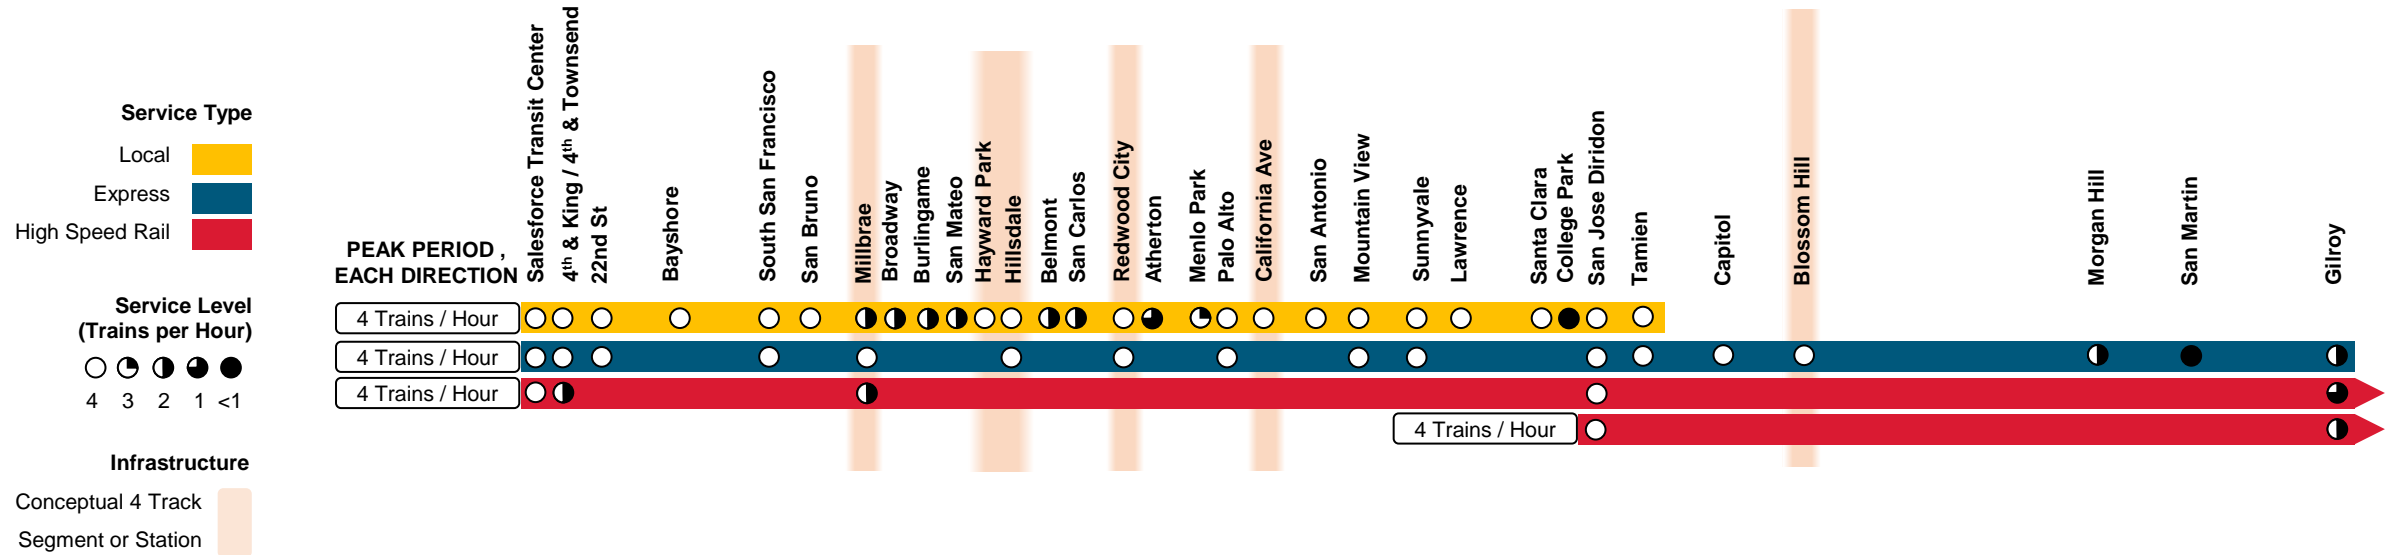 Service Type
Local
Express
High Speed Rail
Service Level
(Trains per Hour)
4 3 2 1 <1
Infrastructure
Conceptual 4 Track
Segment or Station
PEAK PERIOD ,
EACH DIRECTION
Salesforce Transit Center
4th & King / 4th & Townsend
22nd St
Bayshore
South San Francisco
San Bruno
Millbrae
Broadway
Burlingame
San Mateo
Hayward Park
Hillsdale
Belmont
San Carlos
Redwood City
Atherton
Menlo Park
Palo Alto
California Ave
San Antonio
Mountain View
Sunnyvale
Lawrence
Santa Clara
College Park
San Jose Diridon
Tamien
Capitol
Blossom Hill
Morgan Hill
San Martin
Gilroy
4 Trains / Hour
4 Trains / Hour
4 Trains / Hour
4 Trains / Hour